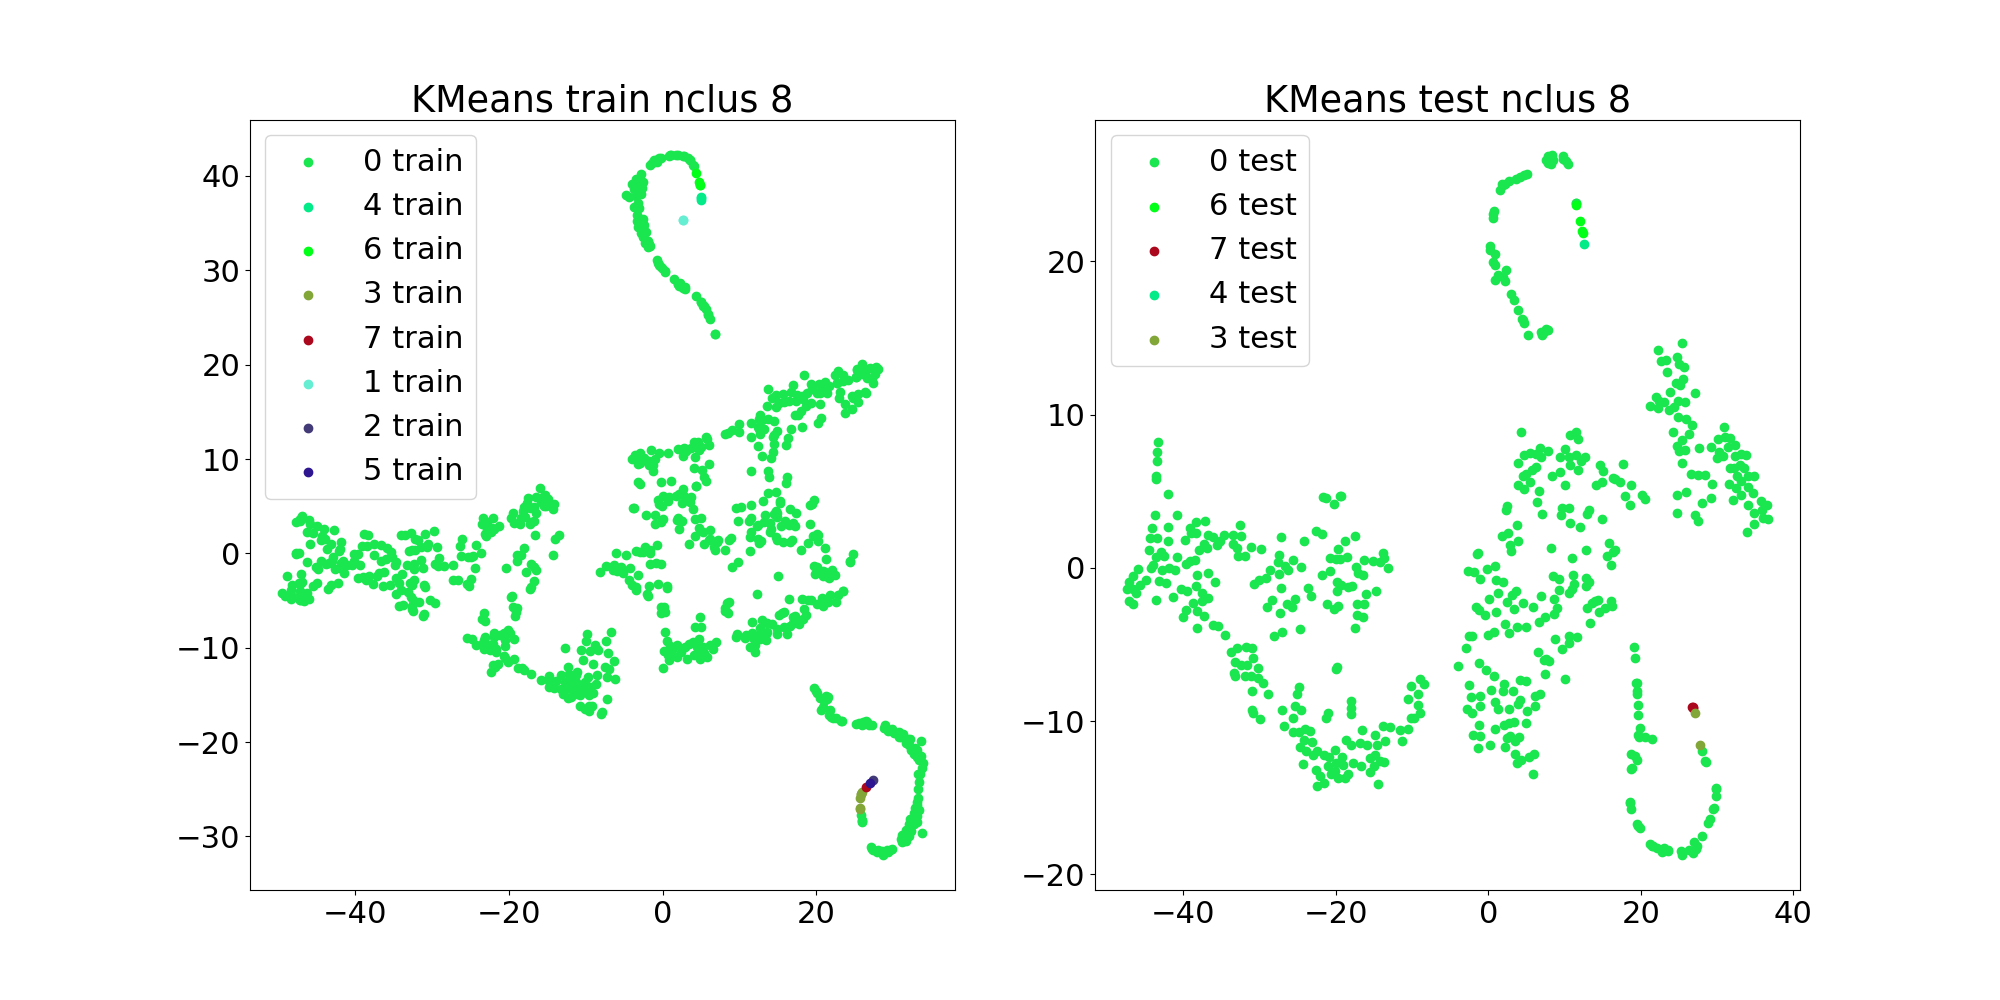 KMeans train nclus 8
0 train
4 train
6 train
3 train
7 train
1 train
2 train
5 train
40
30
20
10
0
−10
−20
−30
−40
−20
0
20
KMeans test nclus 8
0 test
6 test
7 test
4 test
3 test
20
10
0
−10
−20
−40
−20
0
20
40